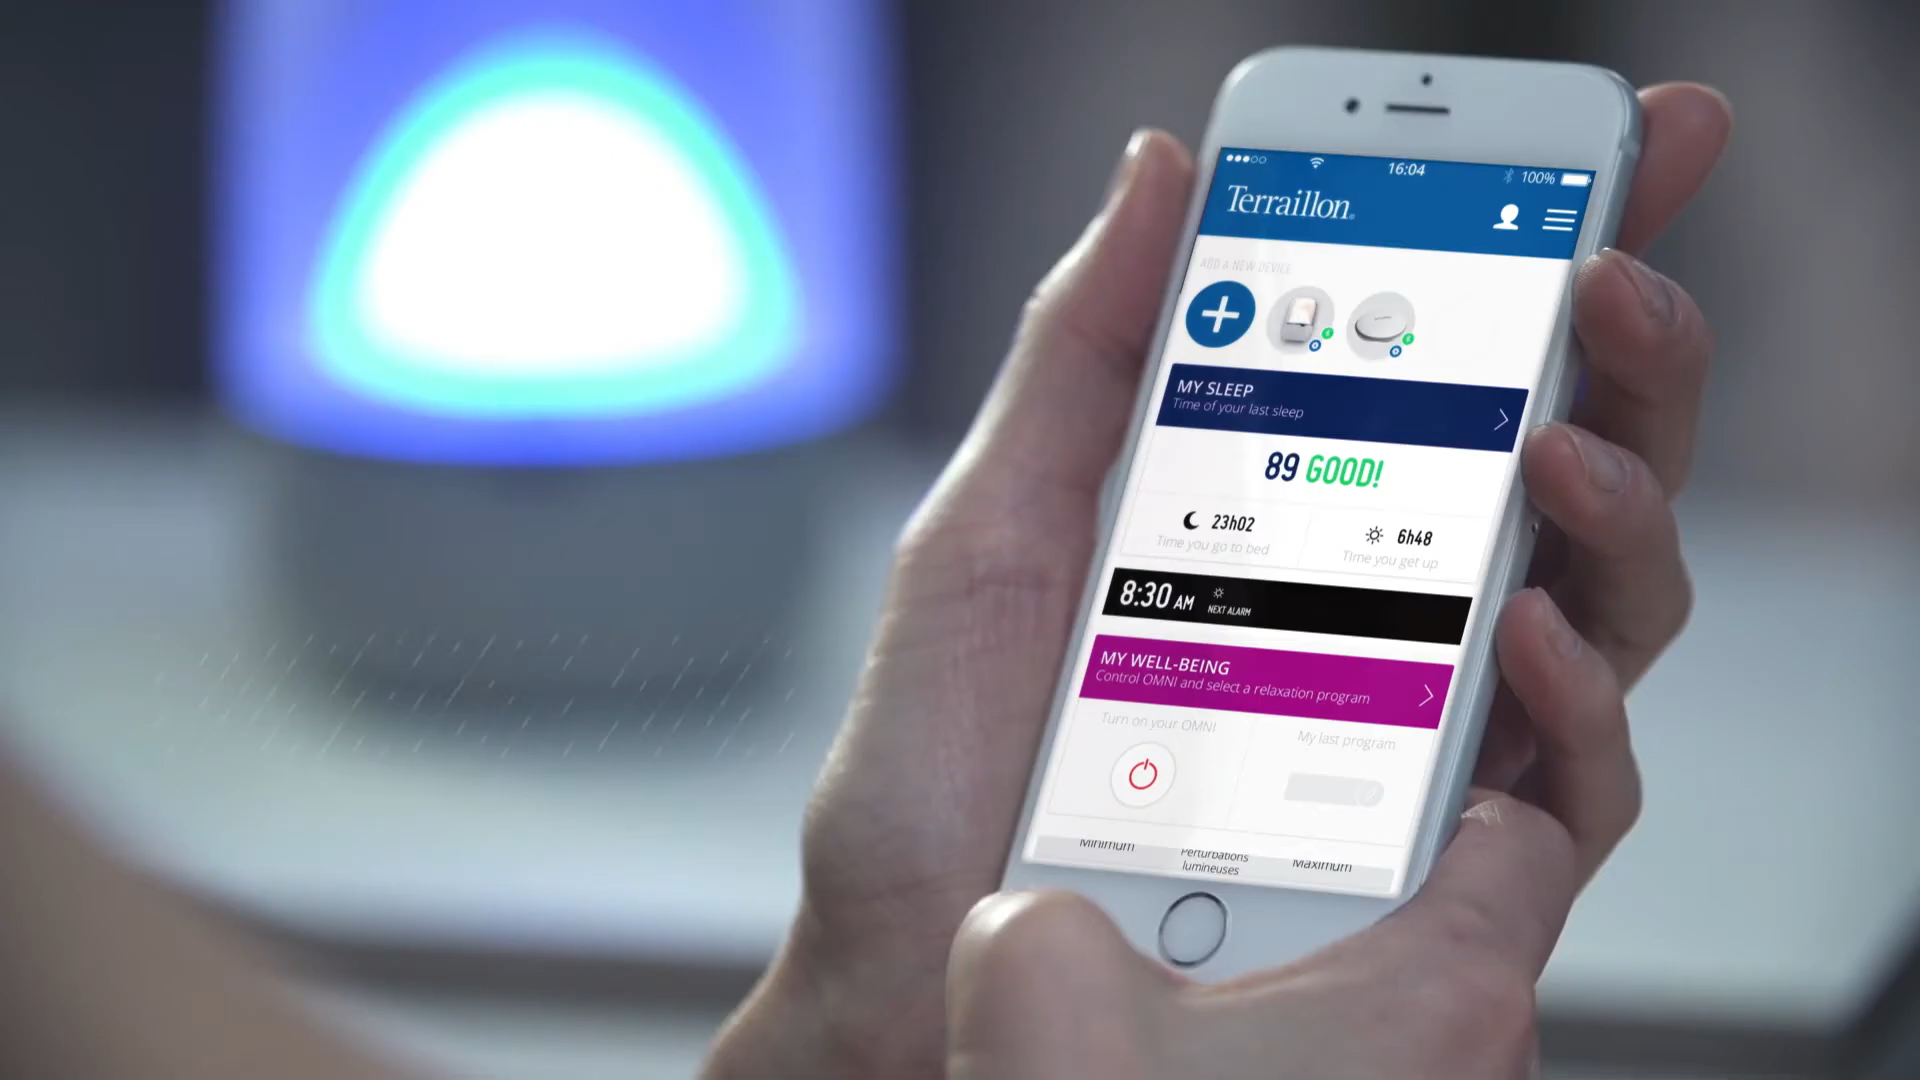 16:04
100%
Terraillon
ADD A NEW DEVICE
MY SLEEP
Time of your last sleep
89 GOOD!
23h02
Time you go to bed
6h48
Time you get up
8:30 AM
NEXT ALARM
MY WELL-BEING
Control OMNI and select a relaxation program
Turn on your OMNI
My last program
Minimum
Perturbations
lumineuses
Maximum